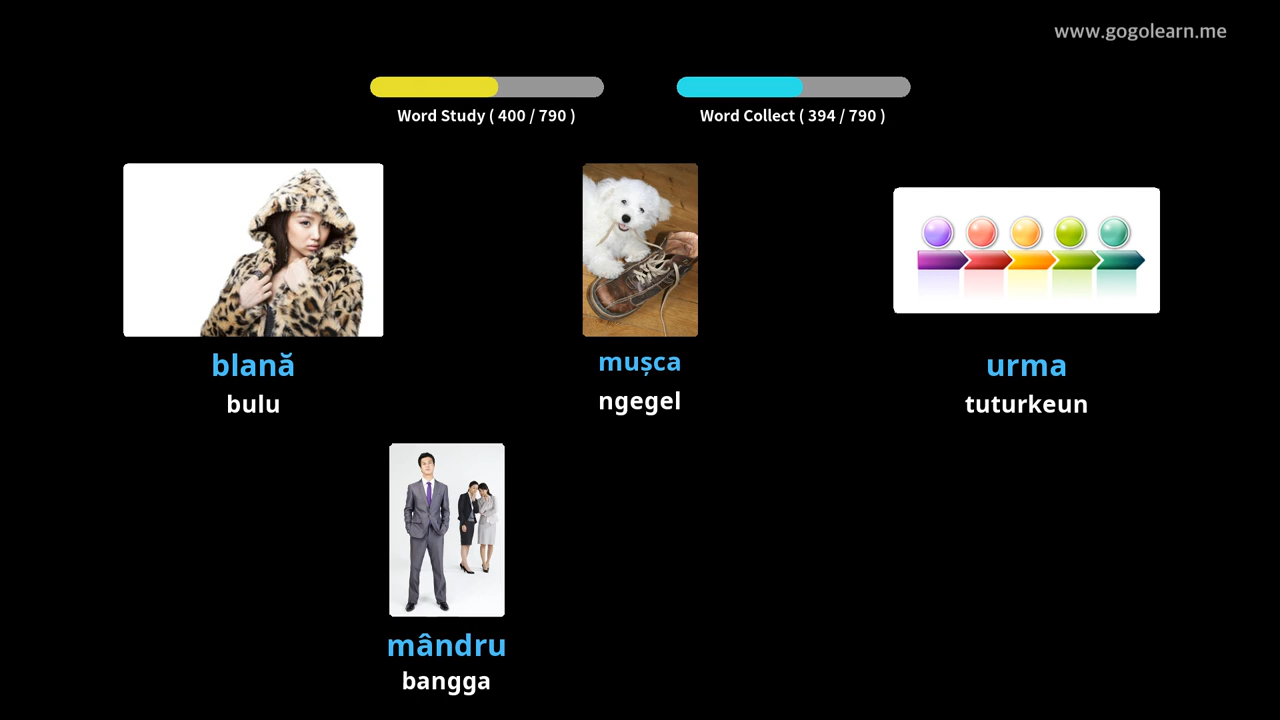 www.gogolearn.me
Word Study ( 400 / 790 )
Word Collect ( 394 / 790 )
blană
bulu
mușca
ngegel
urma
tuturkeun
mândru
bangga